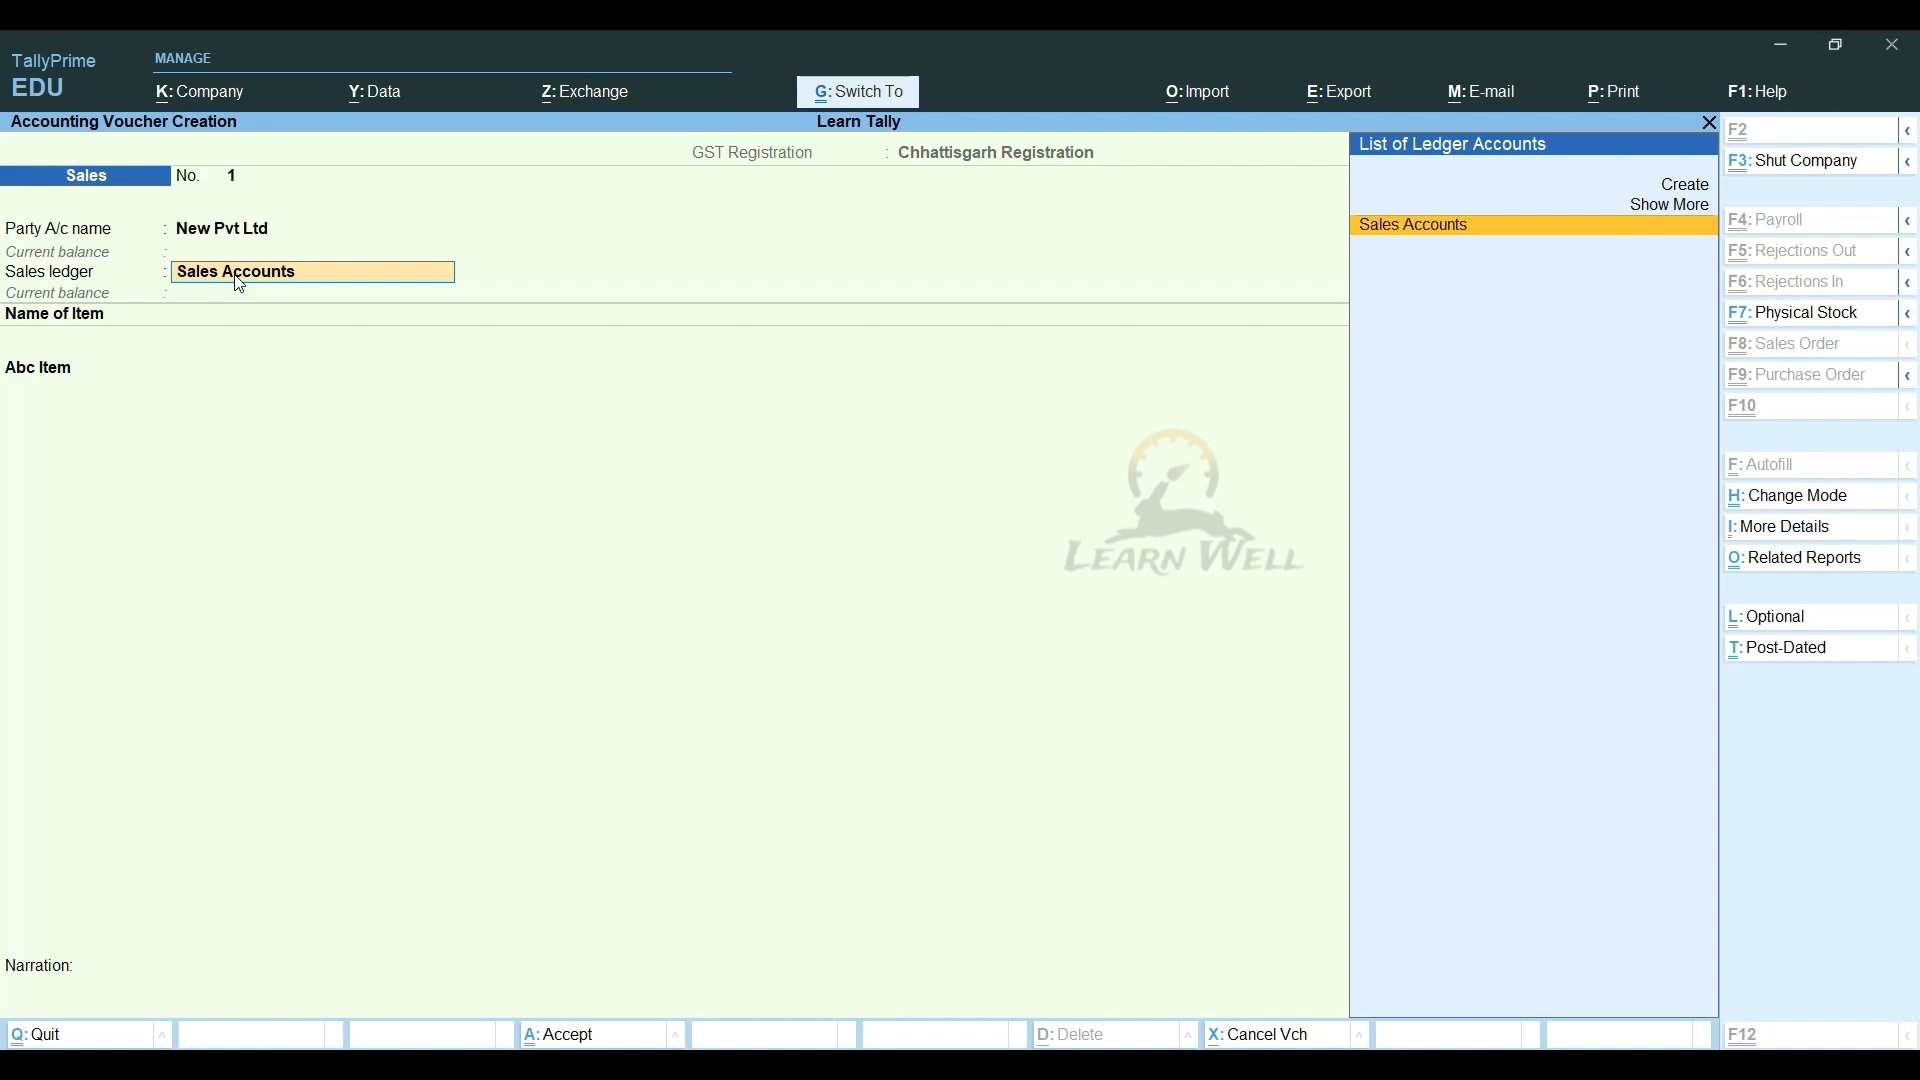 TallyPrime
EDU
MANAGE
K: Company
Y: Data
Z: Exchange
G: Switch To
O: Import
E: Export
M: E-mail
P: Print
F1: Help
Accounting Voucher Creation
Learn Tally
GST Registration : Chhattisgarh Registration
Sales No. 1
Party A/c name : New Pvt Ltd
Current balance :
Sales ledger : Sales Accounts
Current balance :
Name of Item
Abc Item
LEARN WELL
Narration:
List of Ledger Accounts
Create
Show More
Sales Accounts
F2
F3: Shut Company
F4: Payroll
F5: Rejections Out
F6: Rejections In
F7: Physical Stock
F8: Sales Order
F9: Purchase Order
F10
F: Autofill
H: Change Mode
I: More Details
O: Related Reports
L: Optional
T: Post-Dated
Q: Quit
A: Accept
D: Delete
X: Cancel Vch
F12